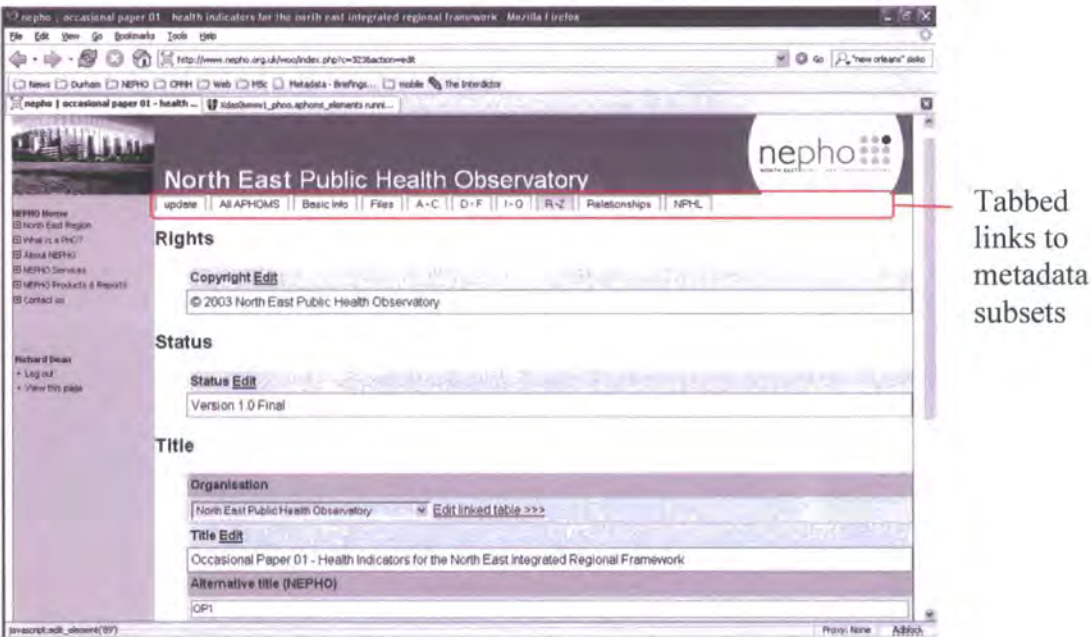 nepho | occasional paper 01 - health indicators for the north east integrated regional framework - Mozilla Firefox
File Edit View Go Bookmarks Tools Help
http://www.nepho.org.uk/woo/index.php?c=323&action=edit
Go
"new orleans" disko
News Durham NEPHO CPHH Web MSc Metadata - Briefings... mobile The Interdictor
nepho | occasional paper 01 - health ...
nepho
North East Public Health Observatory
update All APHOMS Basic Info Files A - C D - F I - Q R - Z Relationships NPHL
Tabbed
links to
metadata
subsets
NEPHO Home
North East Region
What is a PHO?
About NEPHO
NEPHO Services
NEPHO Products & Reports
Contact us
Richard Dean
Log out
View this page
Rights
Copyright Edit
© 2003 North East Public Health Observatory
Status
Status Edit
Version 1.0 Final
Title
Organisation
North East Public Health Observatory Edit linked table >>>
Title Edit
Occasional Paper 01 - Health Indicators for the North East Integrated Regional Framework
Alternative title (NEPHO)
OP1
javascript:edit_element('89')
Proxy: None Adblock